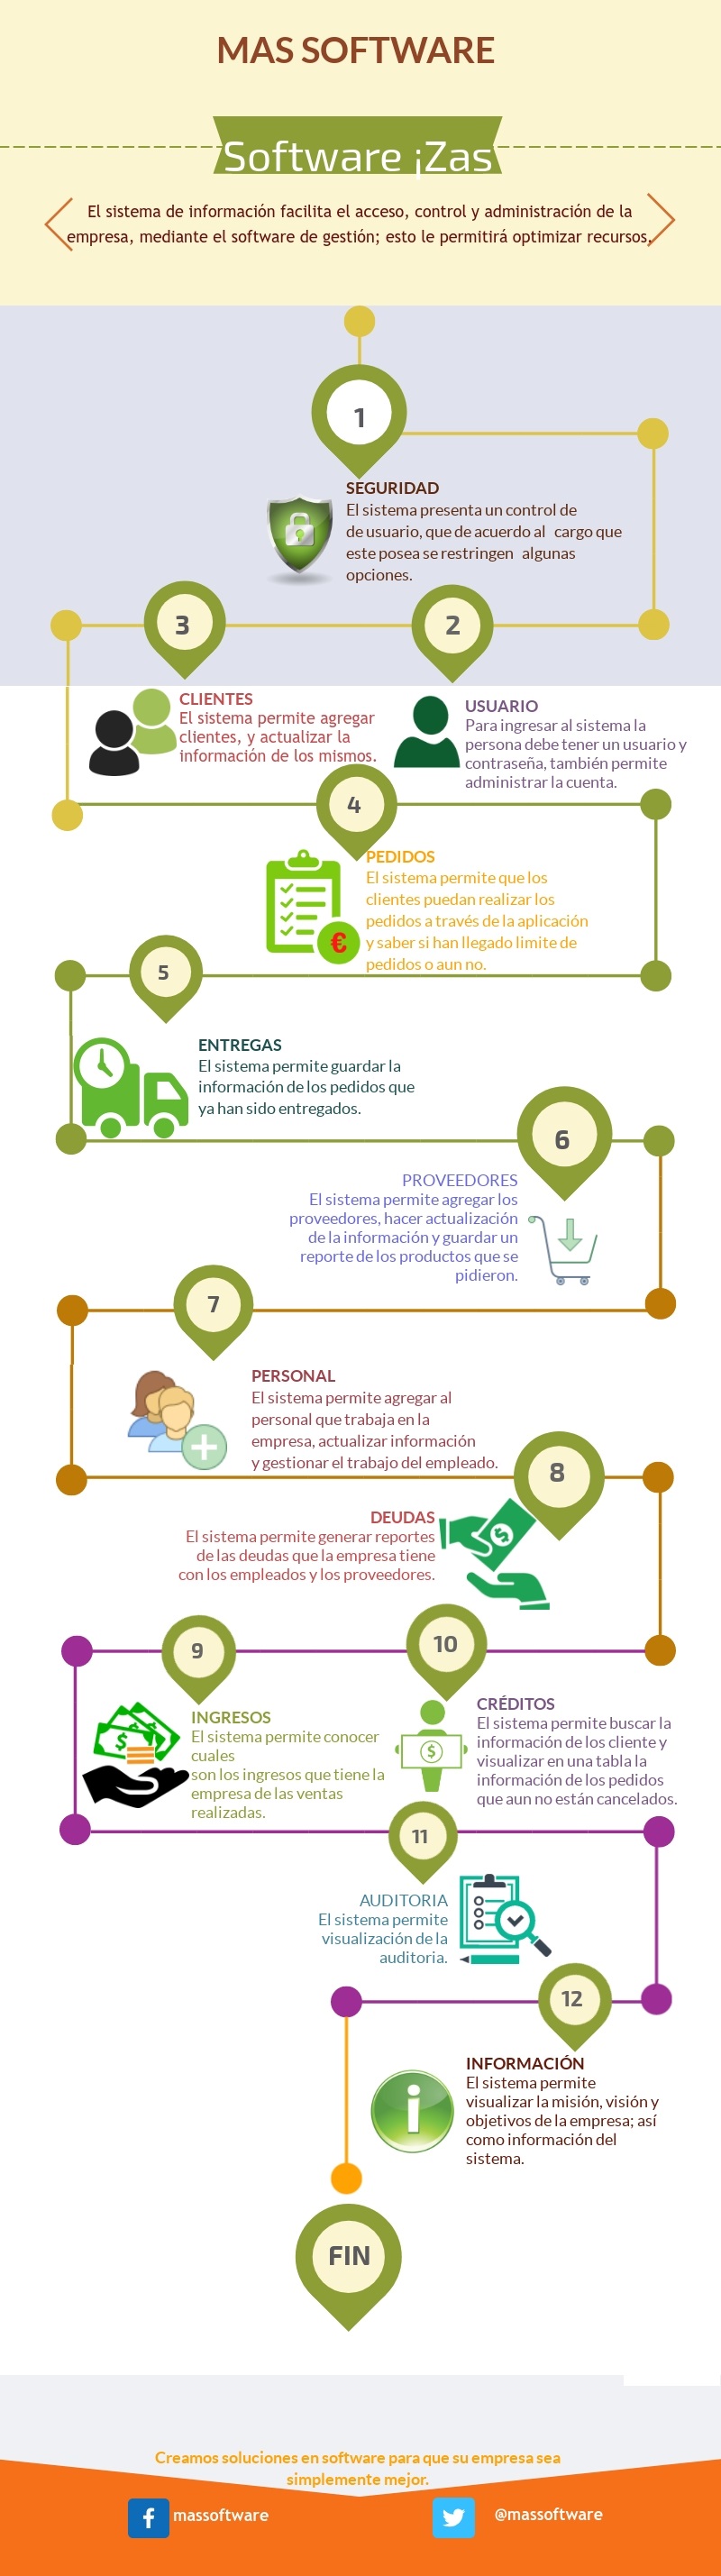 MAS SOFTWARE
Software ¡Zas
El sistema de información facilita el acceso, control y administración de la
empresa, mediante el software de gestión; esto le permitirá optimizar recursos.
1
SEGURIDAD
El sistema presenta un control de
de usuario, que de acuerdo al cargo que
este posea se restringen algunas
opciones.
3
2
CLIENTES
El sistema permite agregar
clientes, y actualizar la
información de los mismos.
USUARIO
Para ingresar al sistema la
persona debe tener un usuario y
contraseña, también permite
administrar la cuenta.
4
PEDIDOS
El sistema permite que los
clientes puedan realizar los
pedidos a través de la aplicación
y saber si han llegado limite de
pedidos o aun no.
€
5
ENTREGAS
El sistema permite guardar la
información de los pedidos que
ya han sido entregados.
6
PROVEEDORES
El sistema permite agregar los
proveedores, hacer actualización
de la información y guardar un
reporte de los productos que se
pidieron.
7
PERSONAL
El sistema permite agregar al
personal que trabaja en la
empresa, actualizar información
y gestionar el trabajo del empleado.
8
DEUDAS
El sistema permite generar reportes
de las deudas que la empresa tiene
con los empleados y los proveedores.
$
9
10
INGRESOS
El sistema permite conocer
cuales
son los ingresos que tiene la
empresa de las ventas
realizadas.
$
CRÉDITOS
El sistema permite buscar la
información de los cliente y
visualizar en una tabla la
información de los pedidos
que aun no están cancelados.
$
11
AUDITORIA
El sistema permite
visualización de la
auditoria.
12
INFORMACIÓN
El sistema permite
visualizar la misión, visión y
objetivos de la empresa; así
como información del
sistema.
i
FIN
Creamos soluciones en software para que su empresa sea
simplemente mejor.
f massoftware
@massoftware